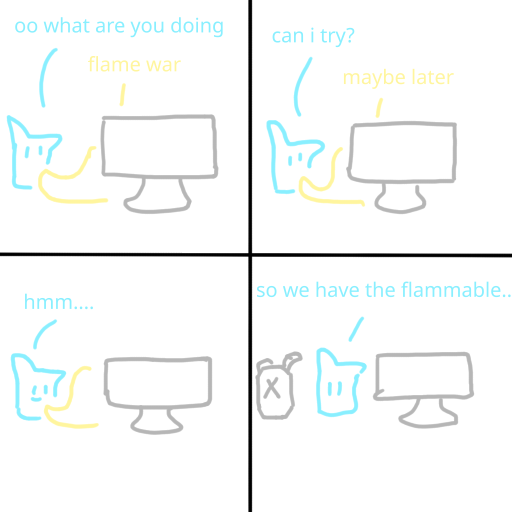 oo what are you doing
flame war
can i try?
maybe later
hmm....
so we have the flammable..
X